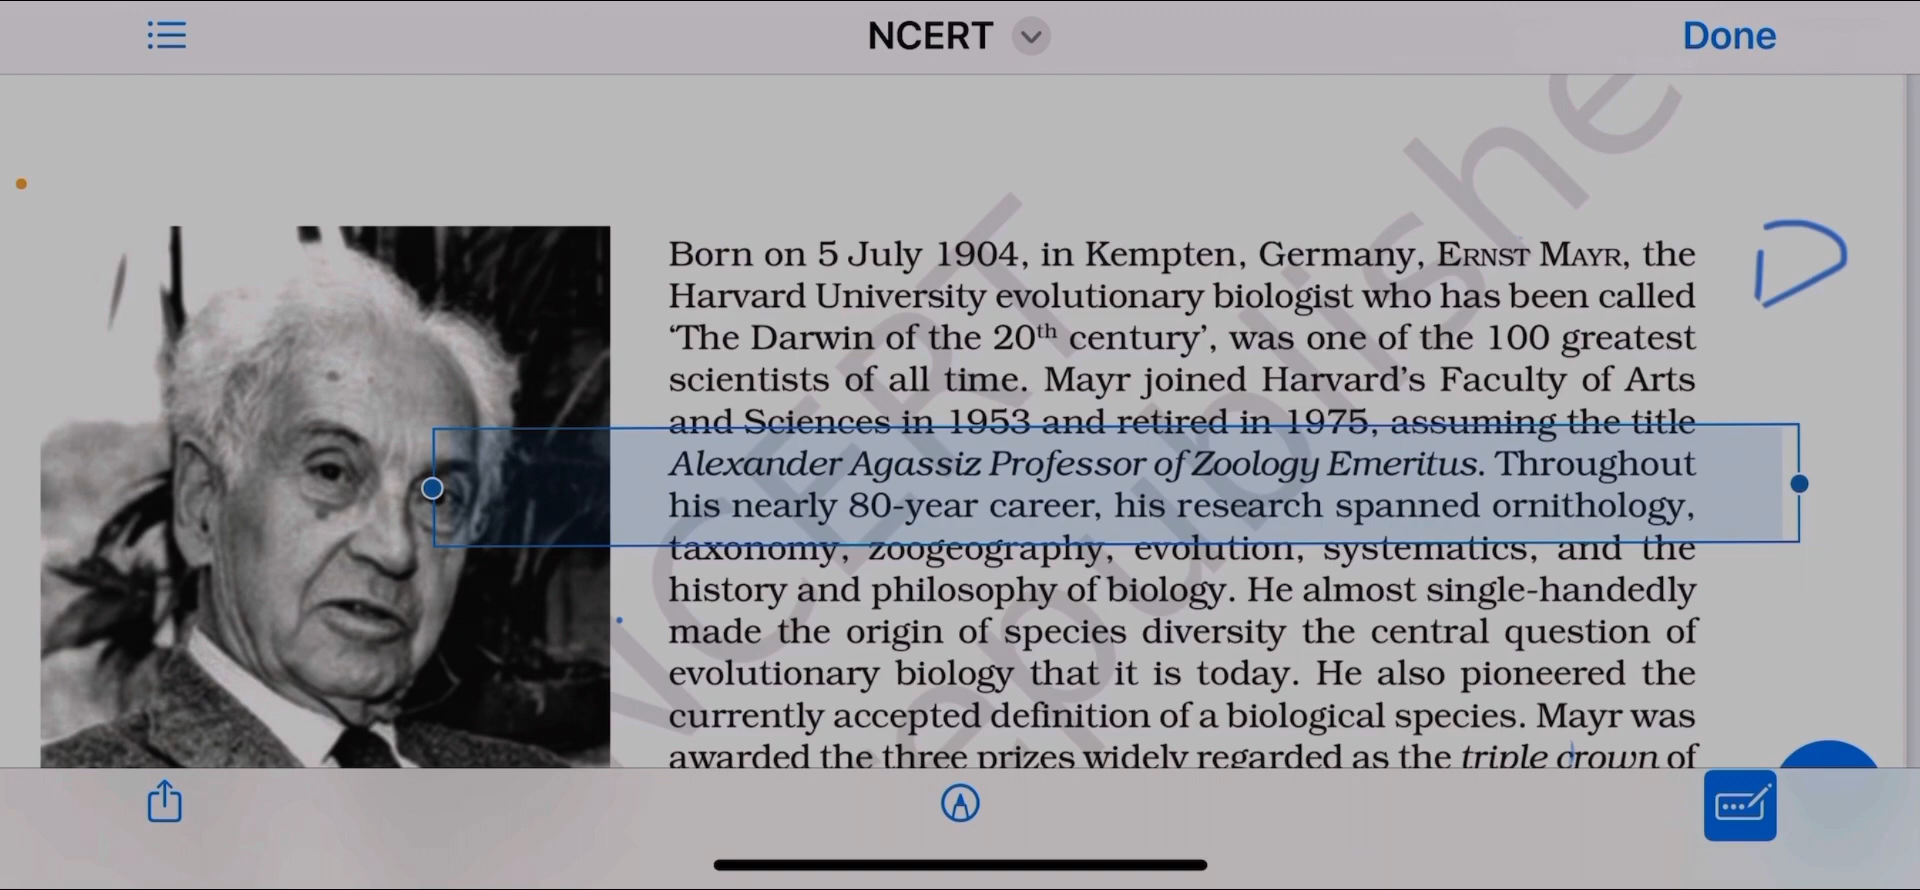 NCERT
Done
Born on 5 July 1904, in Kempten, Germany, ERNST MAYR, the
Harvard University evolutionary biologist who has been called
‘The Darwin of the 20th century’, was one of the 100 greatest
scientists of all time. Mayr joined Harvard’s Faculty of Arts
and Sciences in 1953 and retired in 1975, assuming the title
Alexander Agassiz Professor of Zoology Emeritus. Throughout
his nearly 80-year career, his research spanned ornithology,
taxonomy, zoogeography, evolution, systematics, and the
history and philosophy of biology. He almost single-handedly
made the origin of species diversity the central question of
evolutionary biology that it is today. He also pioneered the
currently accepted definition of a biological species. Mayr was
awarded the three prizes widely regarded as the triple crown of
D
NCERT
republishe